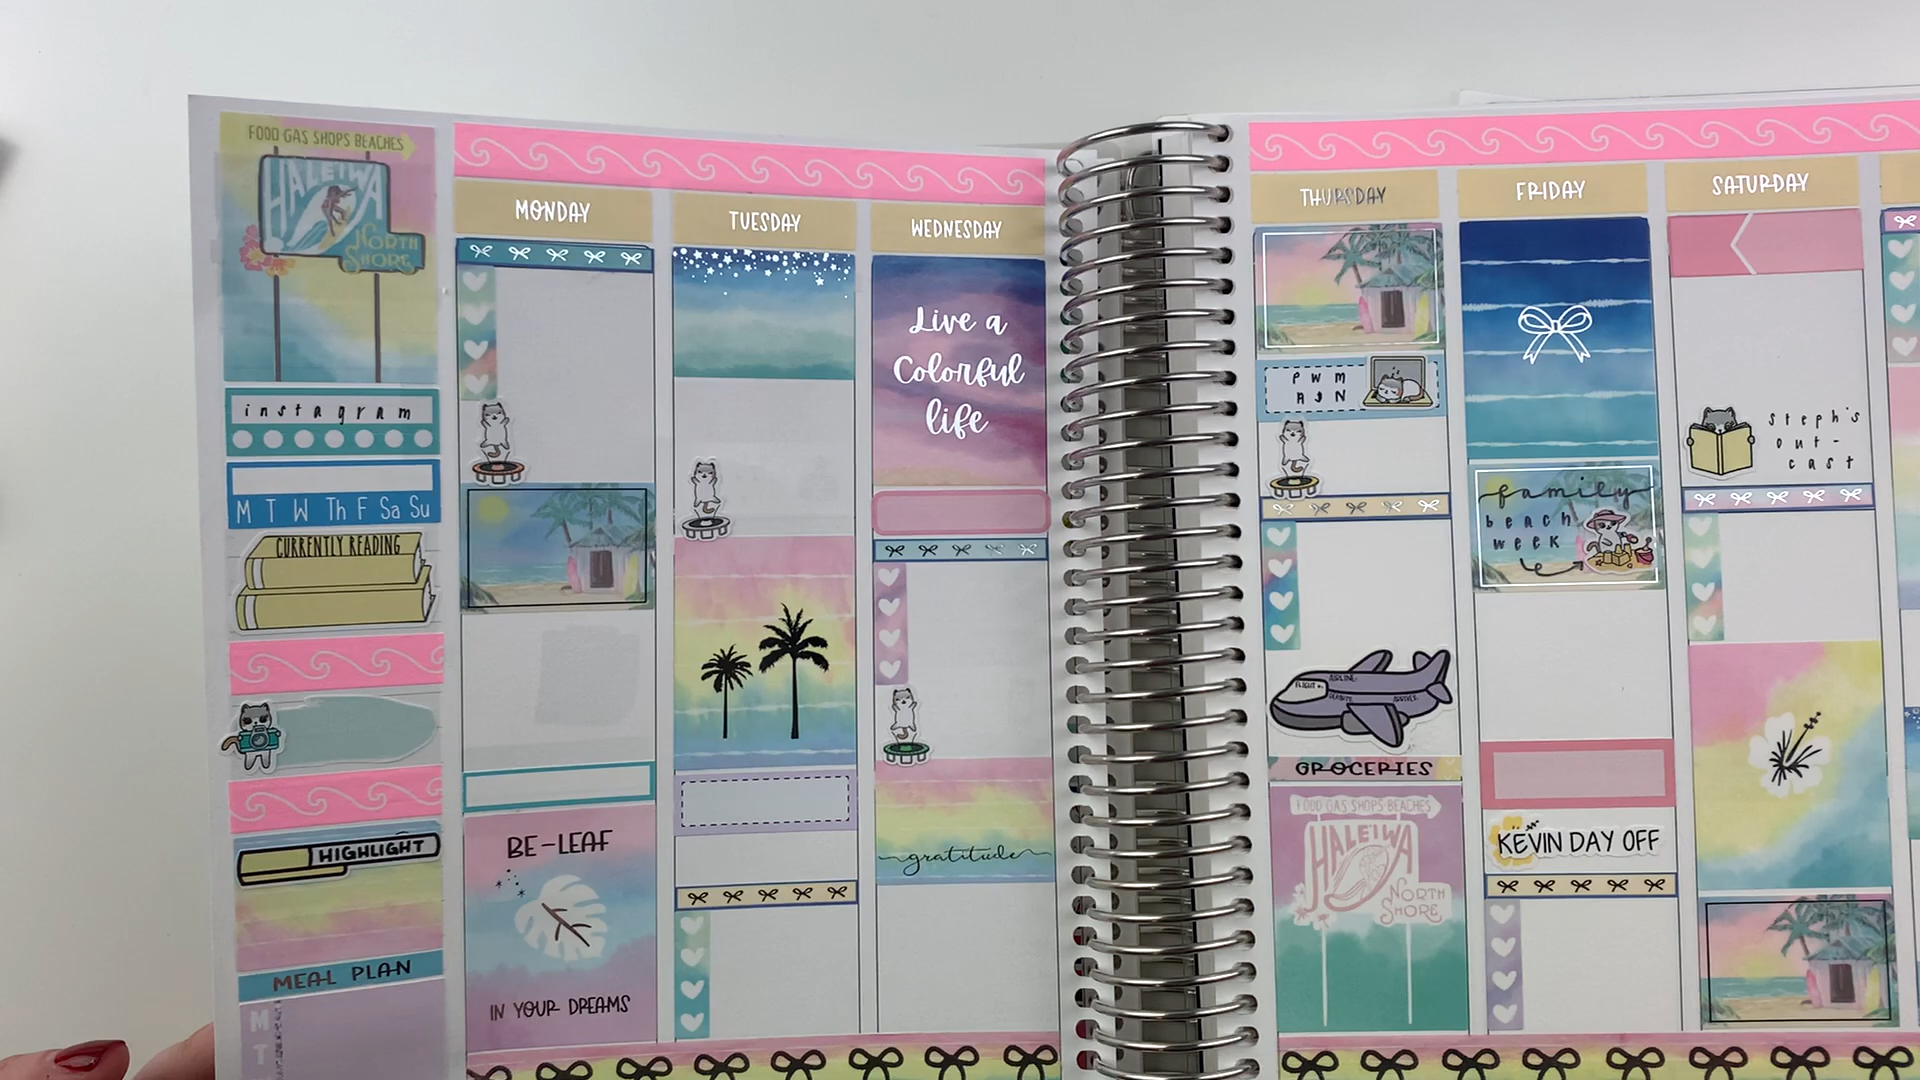 FOOD GAS SHOPS BEACHES
HALEIWA
NORTH
SHORE
instagram
M T W Th F Sa Su
CURRENTLY READING
HIGHLIGHT
MEAL PLAN
M
T
MONDAY
BE-LEAF
IN YOUR DREAMS
TUESDAY
WEDNESDAY
Live a
Colorful
life
gratitude
THURSDAY
PWM
FLIGHT
AIRLINE:
GROCERIES
FOOD GAS SHOPS BEACHES
HALEIWA
NORTH
SHORE
FRIDAY
family
beach
week
KEVIN DAY OFF
SATURDAY
Steph's
out-
cast